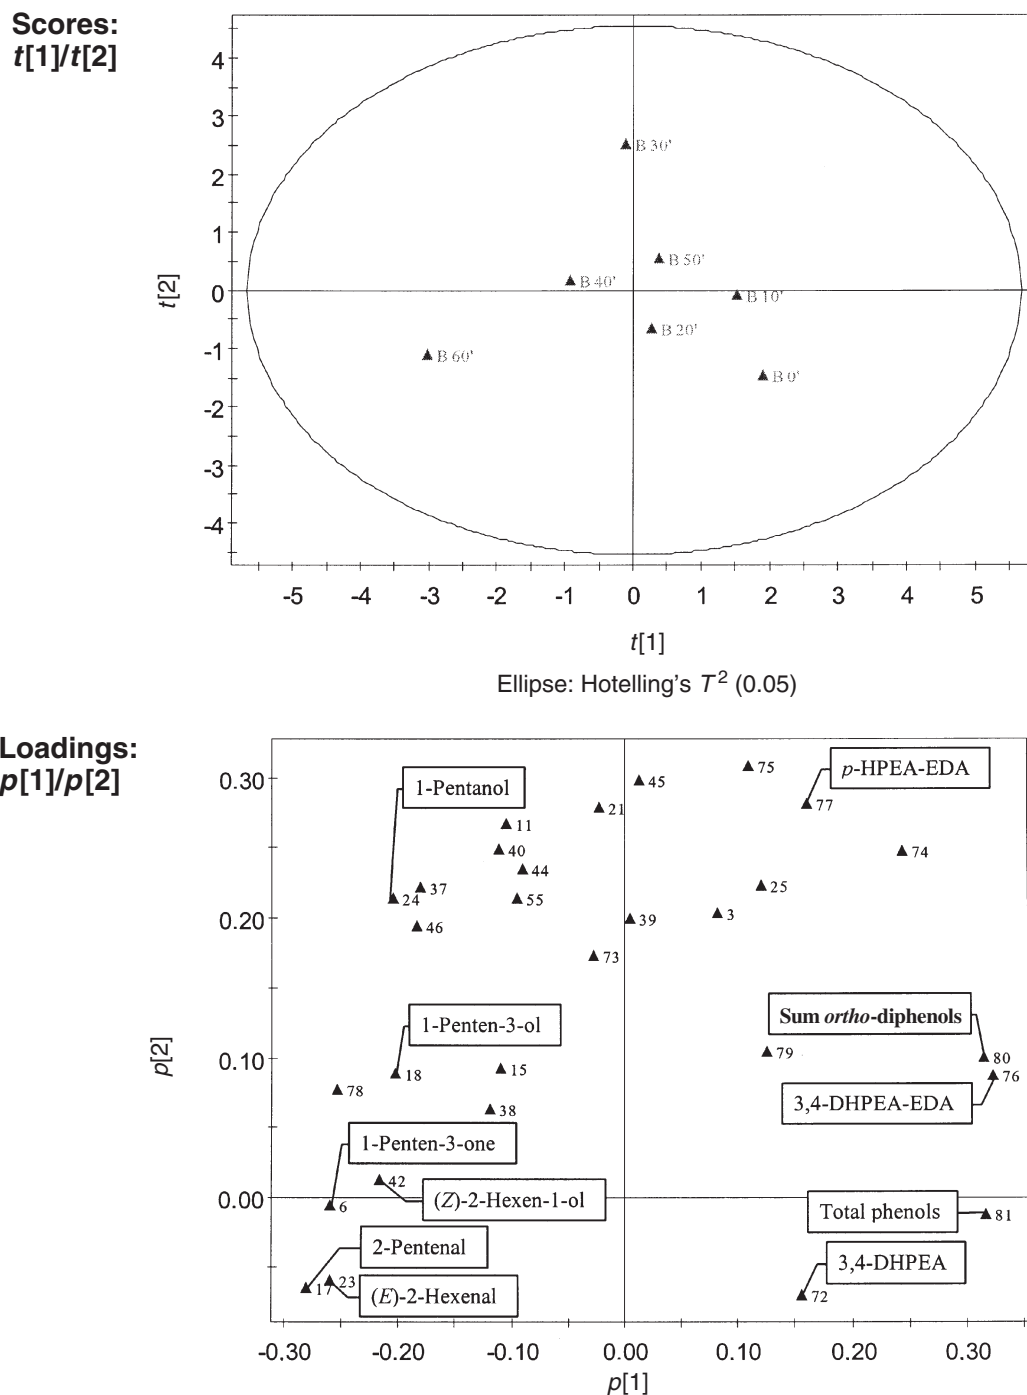 Scores:
t[1]/t[2]
4
3
2
1
0
-1
-2
-3
-4
t[2]
B 30'
B 50'
B 40'
B 10'
B 20'
B 60'
B 0'
-5 -4 -3 -2 -1 0 1 2 3 4 5
t[1]
Ellipse: Hotelling's T² (0.05)
Loadings:
p[1]/p[2]
0.30
0.20
0.10
0.00
p[2]
1-Pentanol
p-HPEA-EDA
75
45
77
21
11
40
44
74
37
25
24
55
46
39
3
73
1-Penten-3-ol
Sum ortho-diphenols
79
80
18
15
76
78
38
3,4-DHPEA-EDA
1-Penten-3-one
42
6
(Z)-2-Hexen-1-ol
Total phenols
81
2-Pentenal
3,4-DHPEA
17
23
(E)-2-Hexenal
72
-0.30 -0.20 -0.10 0.00 0.10 0.20 0.30
p[1]